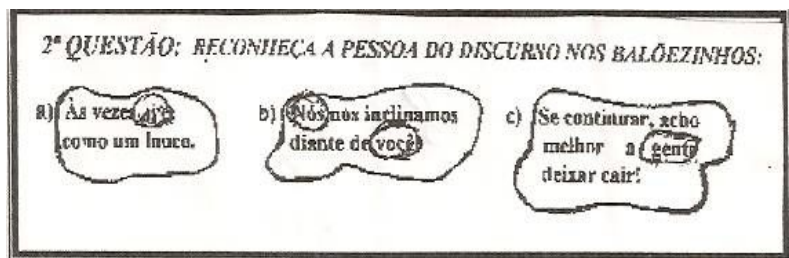 2ª QUESTÃO: RECONHEÇA A PESSOA DO DISCURSO NOS BALÕEZINHOS:
a) Às vezes
como um louco.
b) Nós nos inclinamos
diante de você
c) Se continuar, acho
melhor a gente
deixar cair!